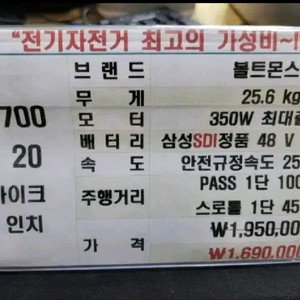 "전기자전거 최고의 가성비~
브 랜 드 볼트몬스
무 게 25.6 kg
700 모 터 350W 최대
배 터 리 삼성SDI정품 48 V
20 속 도 안전규정속도 25
아이크 주행거리 PASS 1단 100
인치 스로틀 1단 45
가 격 ₩1,950,000
₩1,690,000